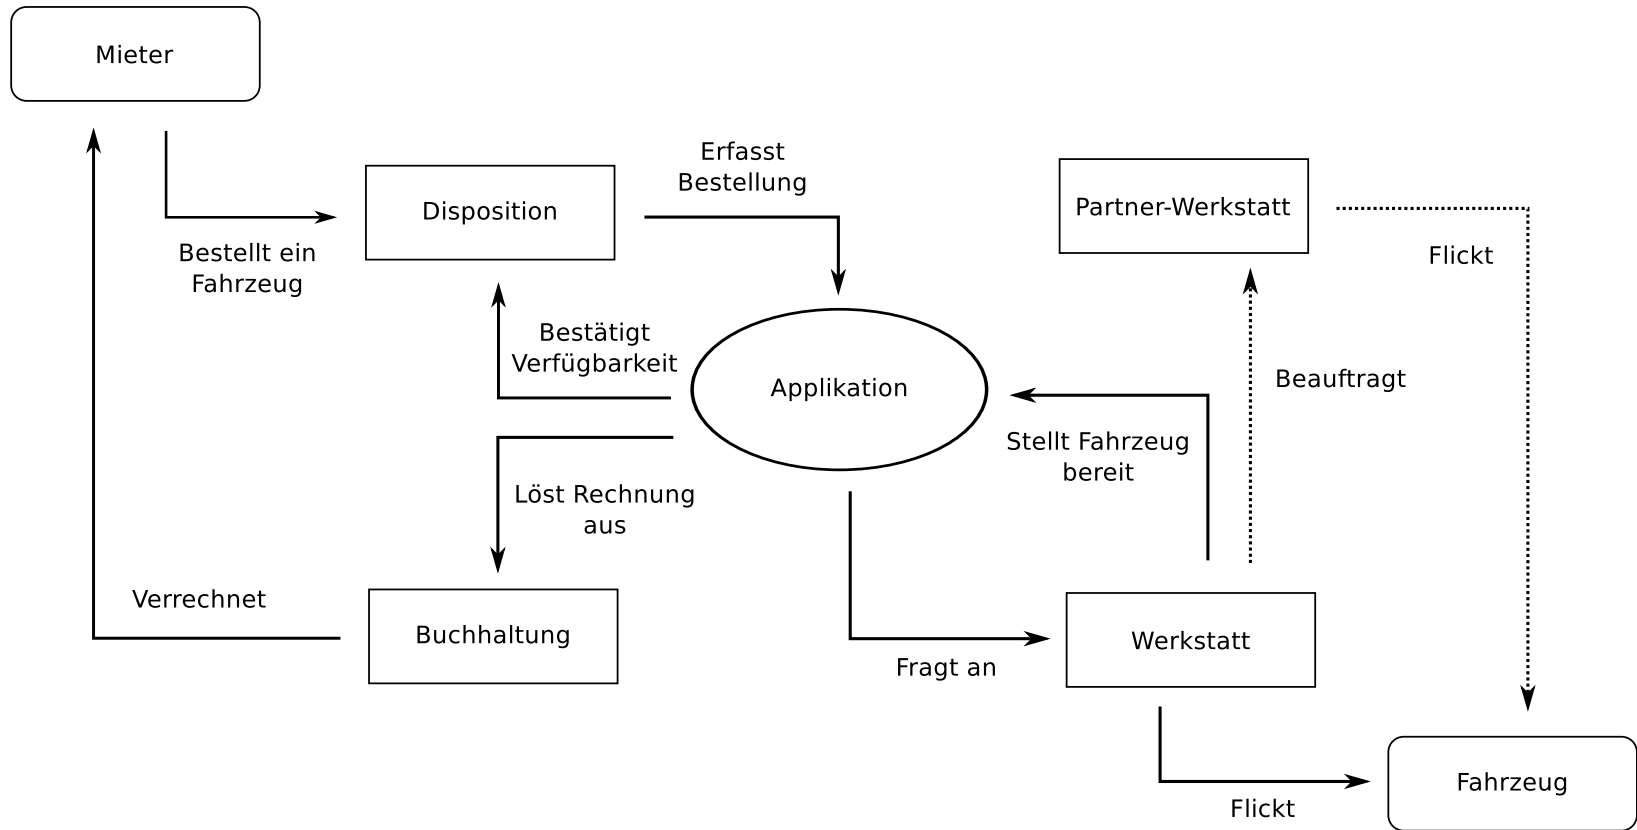 Mieter
Erfasst
Bestellung
Disposition
Partner-Werkstatt
Bestellt ein
Fahrzeug
Flickt
Bestätigt
Verfügbarkeit
Applikation
Beauftragt
Stellt Fahrzeug
bereit
Löst Rechnung
aus
Verrechnet
Buchhaltung
Werkstatt
Fragt an
Fahrzeug
Flickt